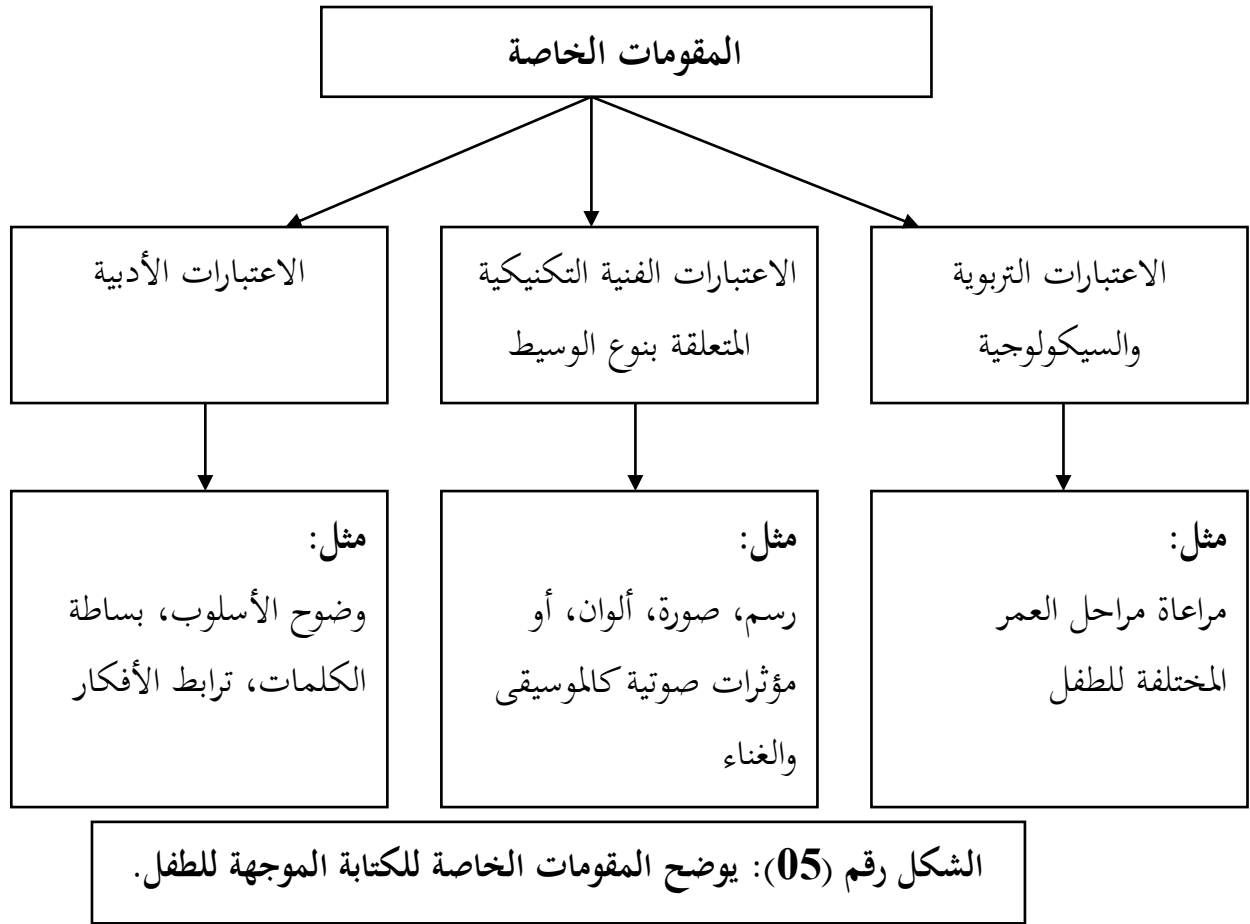 المقومات الخاصة
الاعتبارات التربوية
والسيكولوجية
الاعتبارات الفنية التكنيكية
المتعلقة بنوع الوسيط
الاعتبارات الأدبية
مثل:
مراعاة مراحل العمر
المختلفة للطفل
مثل:
رسم، صورة، ألوان، أو
مؤثرات صوتية كالموسيقى
والغناء
مثل:
وضوح الأسلوب، بساطة
الكلمات، ترابط الأفكار
الشكل رقم (05): يوضح المقومات الخاصة للكتابة الموجهة للطفل.